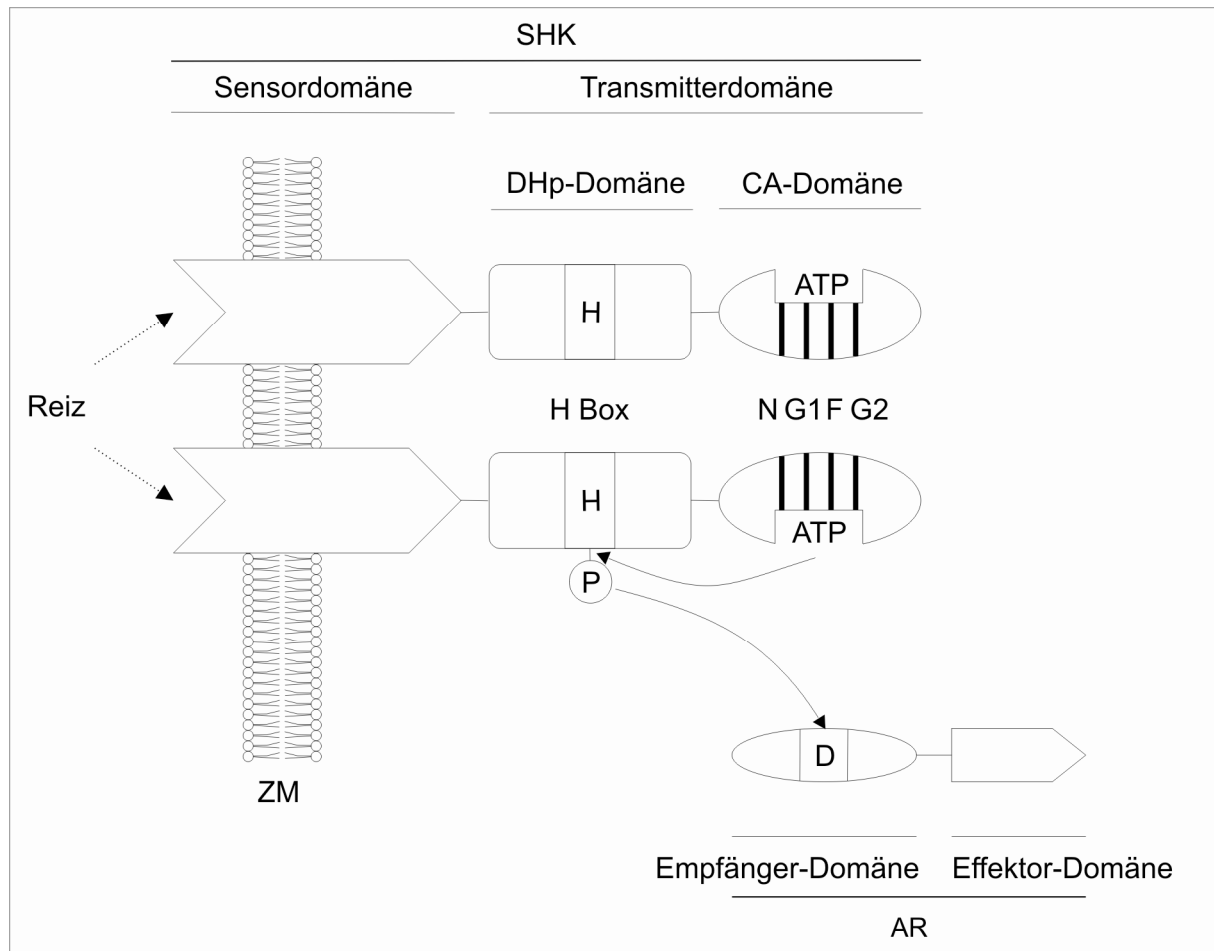 SHK
Sensordomäne
Transmitterdomäne
DHp-Domäne
CA-Domäne
H
ATP
Reiz
H Box
N G1 F G2
H
ATP
P
D
ZM
Empfänger-Domäne
Effektor-Domäne
AR